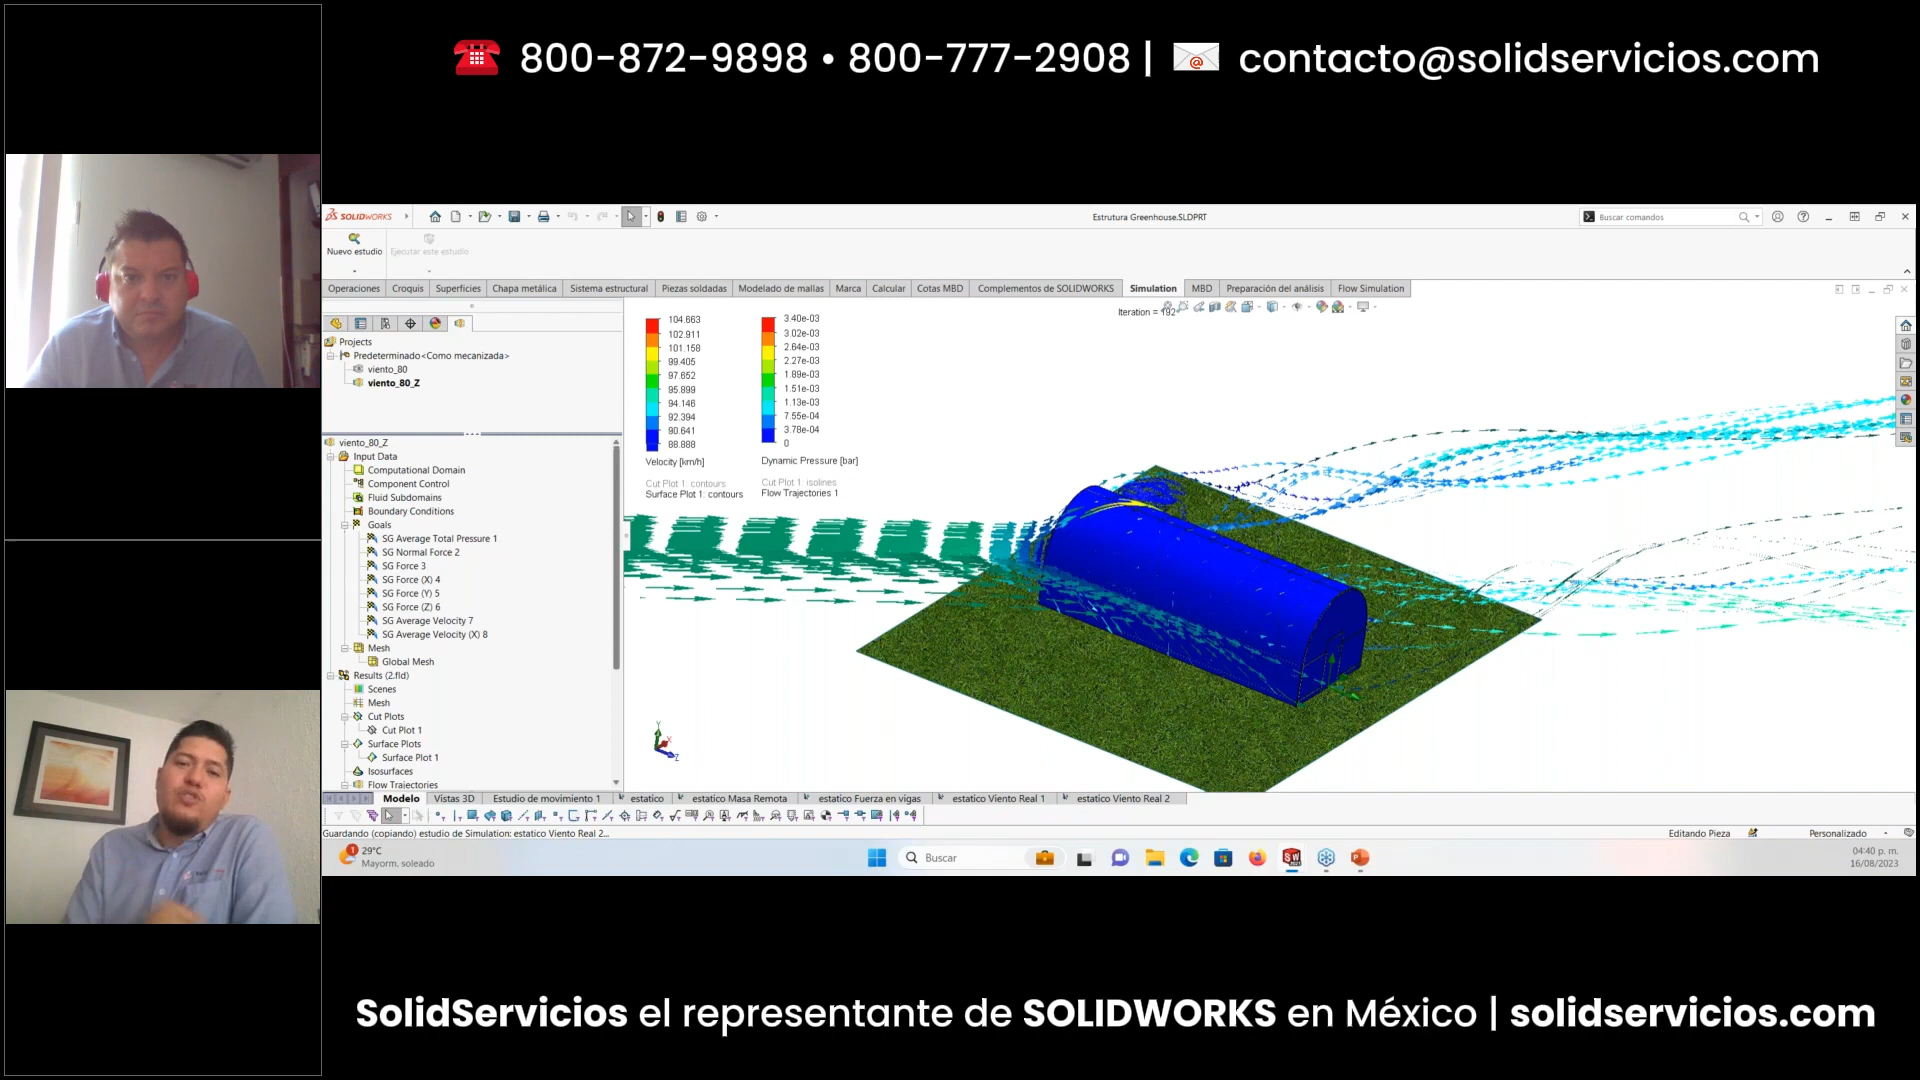 800-872-9898 • 800-777-2908 | contacto@solidservicios.com
SOLIDWORKS
Estrutura Greenhouse.SLDPRT
Buscar comandos
Nuevo estudio
Ejecutar este estudio
Operaciones
Croquis
Superficies
Chapa metálica
Sistema estructural
Piezas soldadas
Modelado de mallas
Marca
Calcular
Cotas MBD
Complementos de SOLIDWORKS
Simulation
MBD
Preparación del análisis
Flow Simulation
Iteration = 192
Projects
Predeterminado<Como mecanizada>
viento_80
viento_80_Z
viento_80_Z
Input Data
Computational Domain
Component Control
Fluid Subdomains
Boundary Conditions
Goals
SG Average Total Pressure 1
SG Normal Force 2
SG Force 3
SG Force (X) 4
SG Force (Y) 5
SG Force (Z) 6
SG Average Velocity 7
SG Average Velocity (X) 8
Mesh
Global Mesh
Results (2.fld)
Scenes
Mesh
Cut Plots
Cut Plot 1
Surface Plots
Surface Plot 1
Isosurfaces
Flow Trajectories
104.663
102.911
101.158
99.405
97.652
95.899
94.146
92.394
90.641
88.888
Velocity [km/h]
Cut Plot 1: contours
Surface Plot 1: contours
3.40e-03
3.02e-03
2.64e-03
2.27e-03
1.89e-03
1.51e-03
1.13e-03
7.55e-04
3.78e-04
0
Dynamic Pressure [bar]
Cut Plot 1: isolines
Flow Trajectories 1
Y
X
Z
Modelo
Vistas 3D
Estudio de movimiento 1
estatico
estatico Masa Remota
estatico Fuerza en vigas
estatico Viento Real 1
estatico Viento Real 2
Guardando (copiando) estudio de Simulation: estatico Viento Real 2...
Editando Pieza
Personalizado
1
29°C
Mayorm. soleado
Buscar
04:40 p. m.
16/08/2023
SolidServicios el representante de SOLIDWORKS en México | solidservicios.com